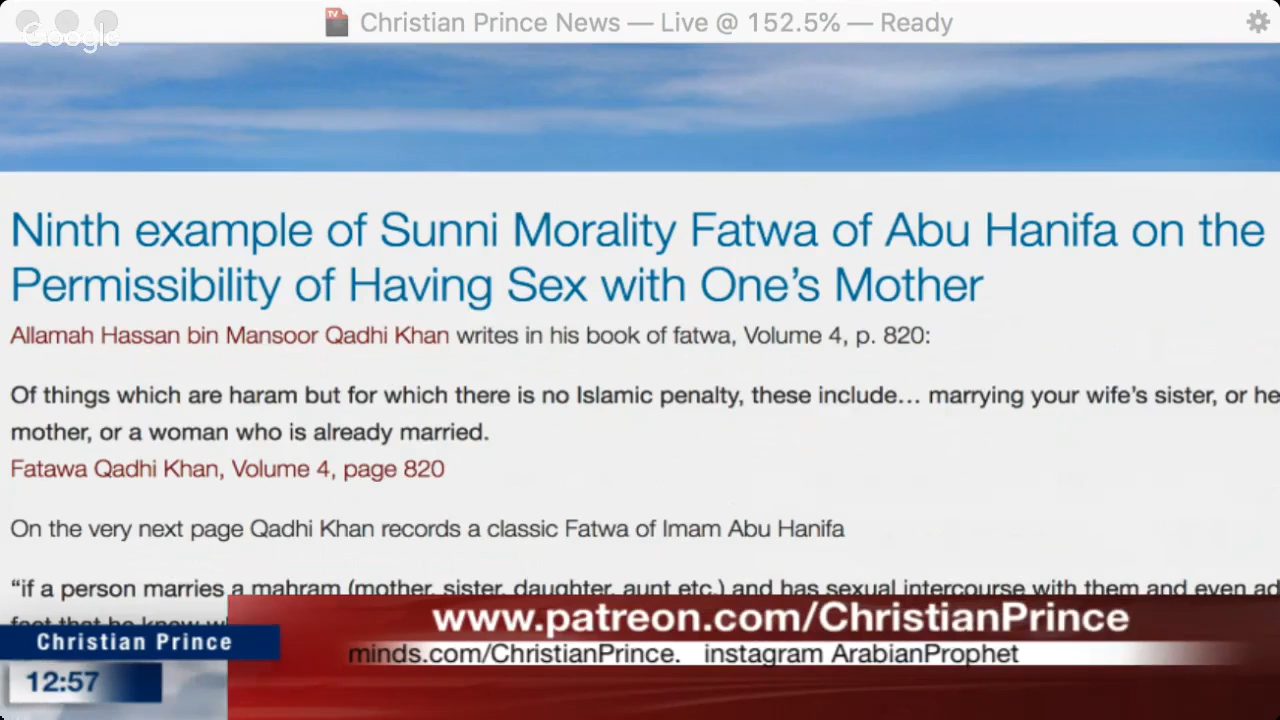 Christian Prince News — Live @ 152.5% — Ready
Google
Ninth example of Sunni Morality Fatwa of Abu Hanifa on the
Permissibility of Having Sex with One's Mother
Allamah Hassan bin Mansoor Qadhi Khan writes in his book of fatwa, Volume 4, p. 820:
Of things which are haram but for which there is no Islamic penalty, these include… marrying your wife's sister, or he
mother, or a woman who is already married.
Fatawa Qadhi Khan, Volume 4, page 820
On the very next page Qadhi Khan records a classic Fatwa of Imam Abu Hanifa
“if a person marries a mahram (mother, sister, daughter, aunt etc.) and has sexual intercourse with them and even ad
www.patreon.com/ChristianPrince
Christian Prince
minds.com/ChristianPrince. instagram ArabianProphet
12:57